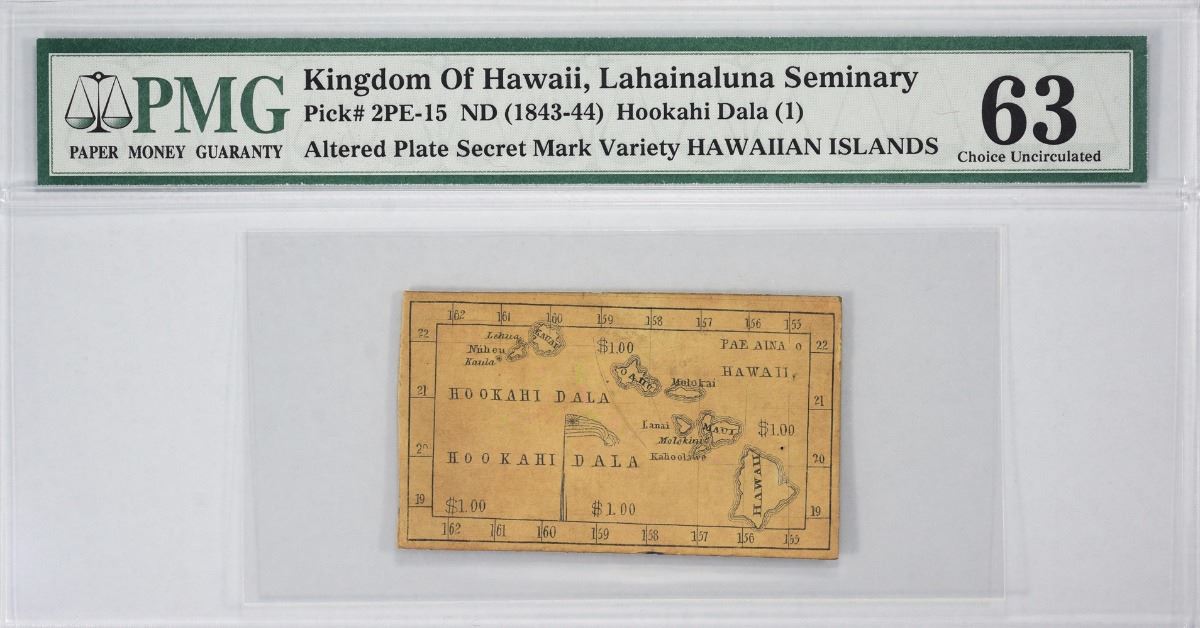 PMG
PAPER MONEY GUARANTY
Kingdom Of Hawaii, Lahainaluna Seminary
Pick# 2PE-15 ND (1843-44) Hookahi Dala (1)
Altered Plate Secret Mark Variety HAWAIIAN ISLANDS
63
Choice Uncirculated
162 161 160 159 158 157 156 155
22 Lehua KAUAI $1.00 PAE AINA o 22
Niiheu
Kaula
OAHU HAWAII,
Molokai
21 HOOKAHI DALA 21
Lanai MAUI $1.00
Molokini
20 HOOKAHI DALA Kahoolawe 20
HAWAII
19 $1.00 $1.00 19
162 161 160 159 158 157 156 155